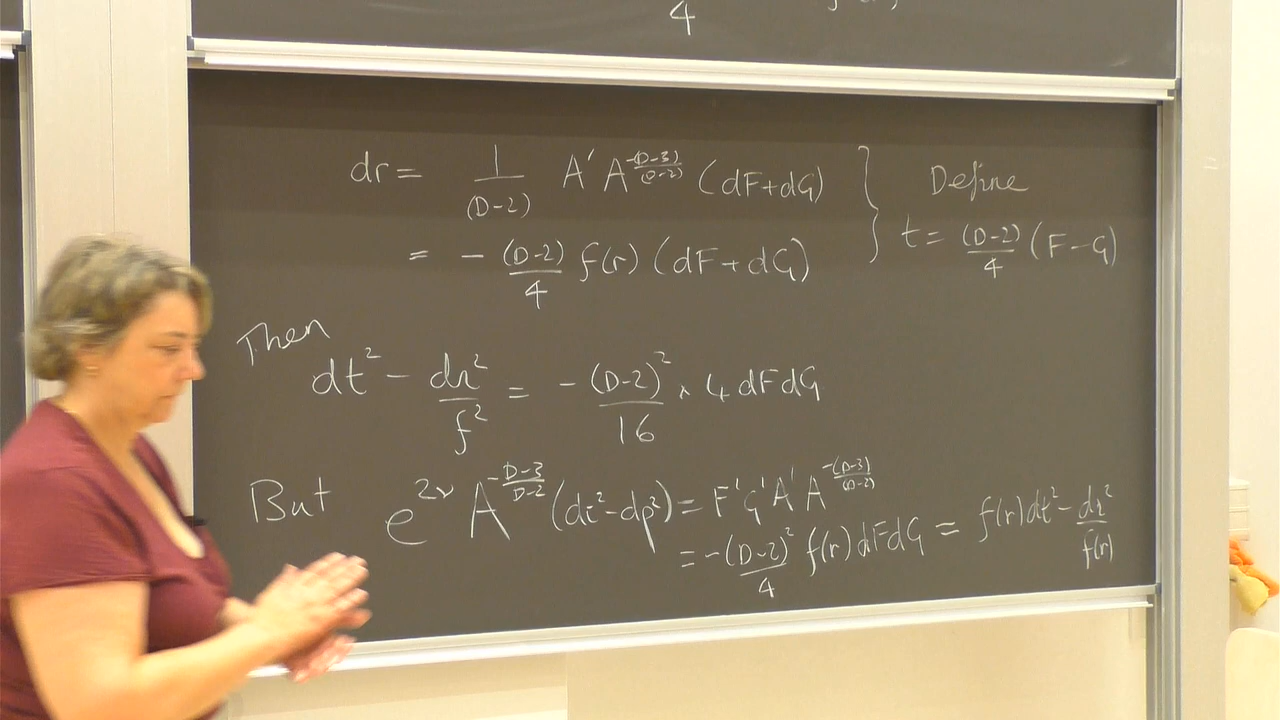 4
dr = 1/(D-2) A' A^{-(D-3)/(D-2)} (dF+dG) } Define
= - (D-2)/4 f(r) (dF+dG) t = (D-2)/4 (F-G)
Then
dt² - dr²/f² = - (D-2)²/16 × 4 dF dG
But e^{2ν} A^{-(D-3)/(D-2)} (dτ²-dρ²) = F'G'A'A^{-(D-3)/(D-2)}
= - (D-2)²/4 f(r) dF dG = f(r)dt² - dr²/f(r)